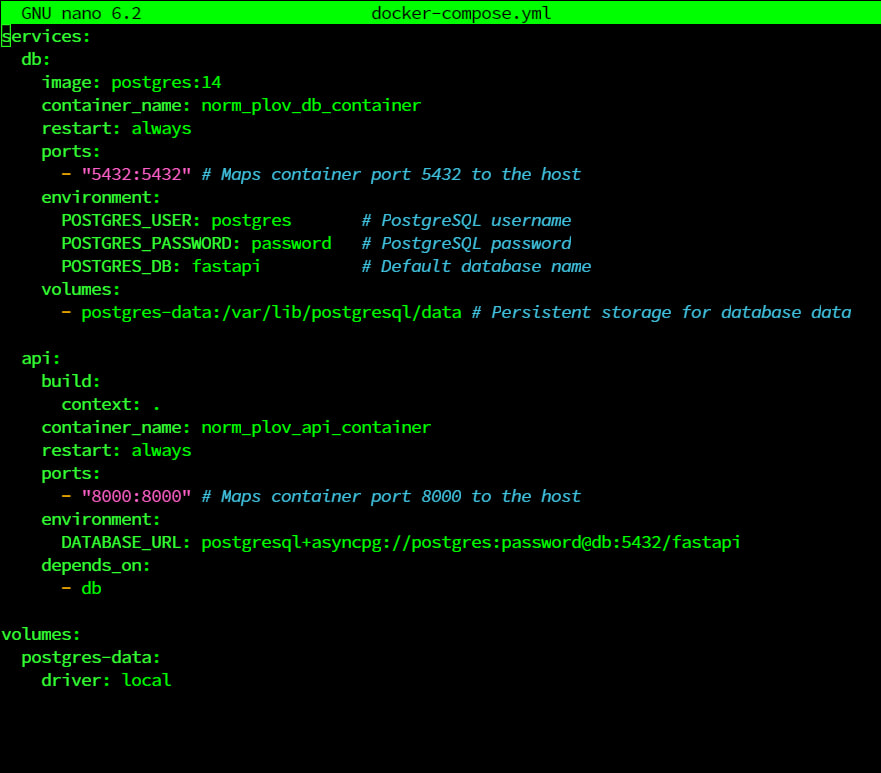 GNU nano 6.2 docker-compose.yml
services:
  db:
    image: postgres:14
    container_name: norm_plov_db_container
    restart: always
    ports:
      - "5432:5432" # Maps container port 5432 to the host
    environment:
      POSTGRES_USER: postgres       # PostgreSQL username
      POSTGRES_PASSWORD: password   # PostgreSQL password
      POSTGRES_DB: fastapi          # Default database name
    volumes:
      - postgres-data:/var/lib/postgresql/data # Persistent storage for database data

  api:
    build:
      context: .
    container_name: norm_plov_api_container
    restart: always
    ports:
      - "8000:8000" # Maps container port 8000 to the host
    environment:
      DATABASE_URL: postgresql+asyncpg://postgres:password@db:5432/fastapi
    depends_on:
      - db

volumes:
  postgres-data:
    driver: local